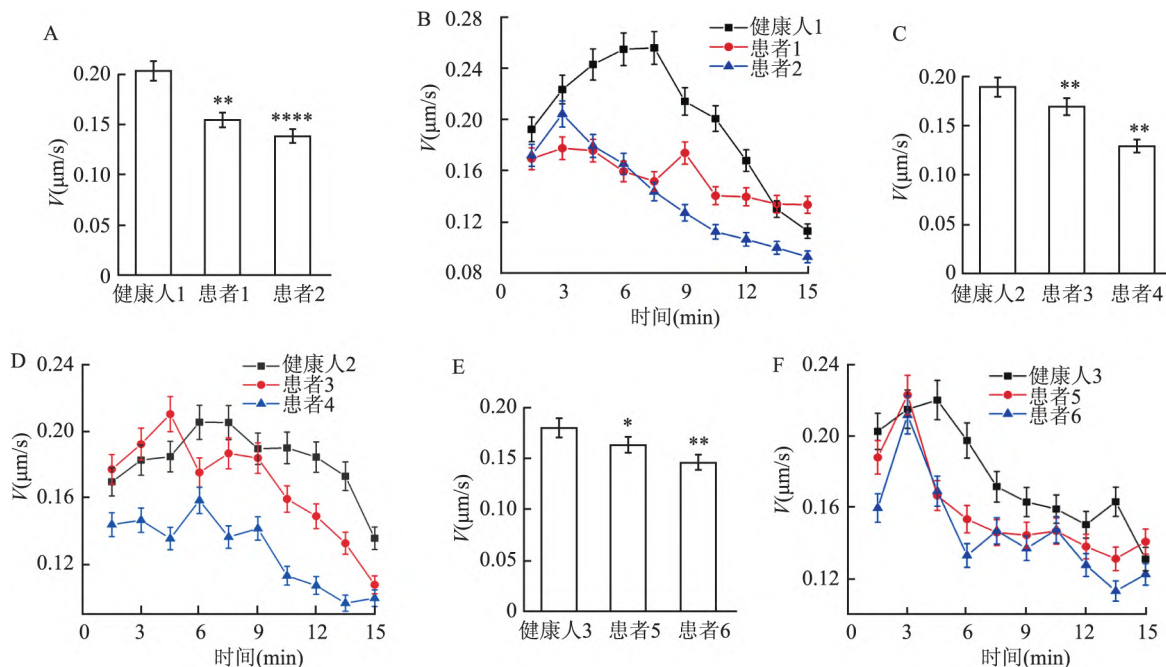 A
V(μm/s)
0.20
0.15
0.10
0.05
0
**
****
健康人1 患者1 患者2
B
V(μm/s)
0.28
0.24
0.20
0.16
0.12
0.08
健康人1
患者1
患者2
0 3 6 9 12 15
时间(min)
C
V(μm/s)
0.20
0.15
0.10
0.05
0
**
**
健康人2 患者3 患者4
D
V(μm/s)
0.24
0.20
0.16
0.12
健康人2
患者3
患者4
0 3 6 9 12 15
时间(min)
E
V(μm/s)
0.20
0.15
0.10
0.05
0
*
**
健康人3 患者5 患者6
F
V(μm/s)
0.24
0.20
0.16
0.12
健康人3
患者5
患者6
0 3 6 9 12 15
时间(min)